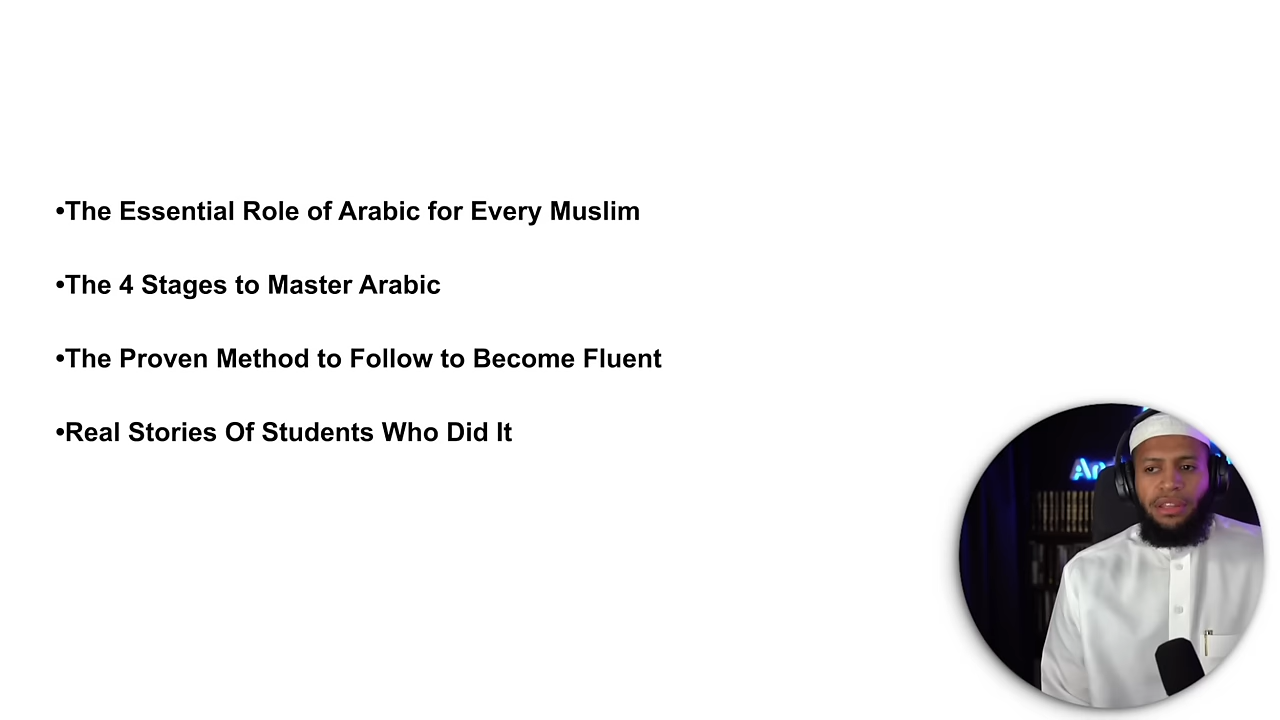 •The Essential Role of Arabic for Every Muslim
•The 4 Stages to Master Arabic
•The Proven Method to Follow to Become Fluent
•Real Stories Of Students Who Did It